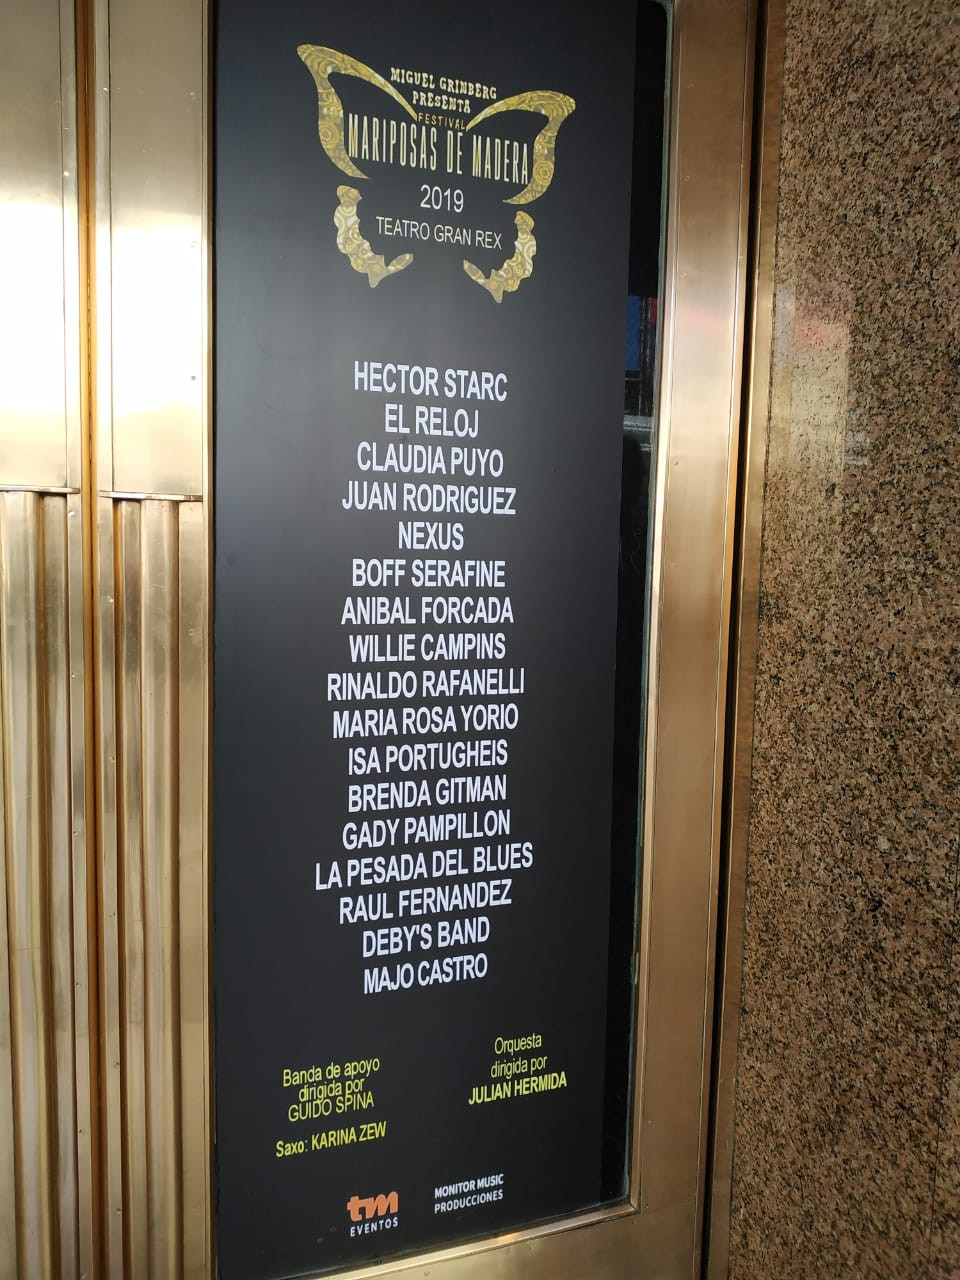 MIGUEL GRINBERG
PRESENTA
FESTIVAL
MARIPOSAS DE MADERA
2019
TEATRO GRAN REX
HECTOR STARC
EL RELOJ
CLAUDIA PUYO
JUAN RODRIGUEZ
NEXUS
BOFF SERAFINE
ANIBAL FORCADA
WILLIE CAMPINS
RINALDO RAFANELLI
MARIA ROSA YORIO
ISA PORTUGHEIS
BRENDA GITMAN
GADY PAMPILLON
LA PESADA DEL BLUES
RAUL FERNANDEZ
DEBY'S BAND
MAJO CASTRO
Banda de apoyo
dirigida por
GUIDO SPINA
Saxo: KARINA ZEW
Orquesta
dirigida por
JULIAN HERMIDA
tm
EVENTOS
MONITOR MUSIC
PRODUCCIONES